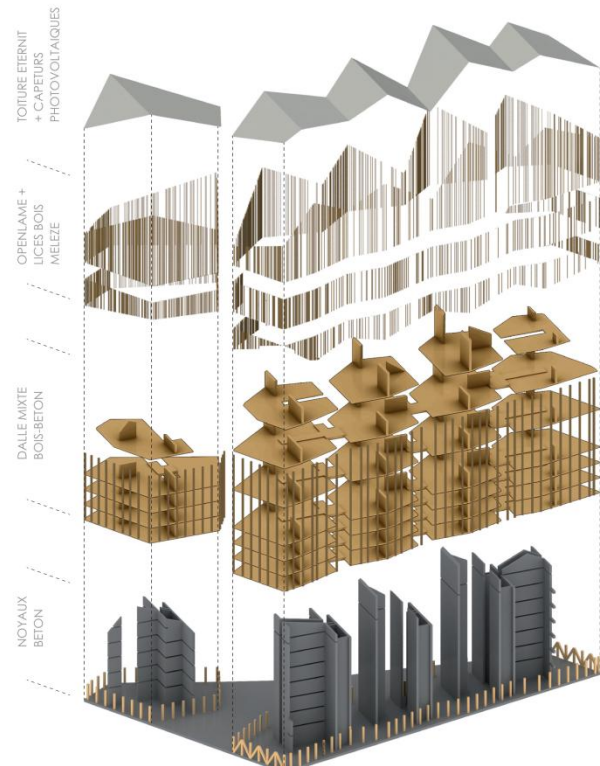 TOITURE ETERNIT
+ CAPETURS
PHOTOVOLTAIQUES
OPENLAME +
LICES BOIS
MELEZE
DALLE MIXTE
BOIS-BETON
NOYAUX
BETON